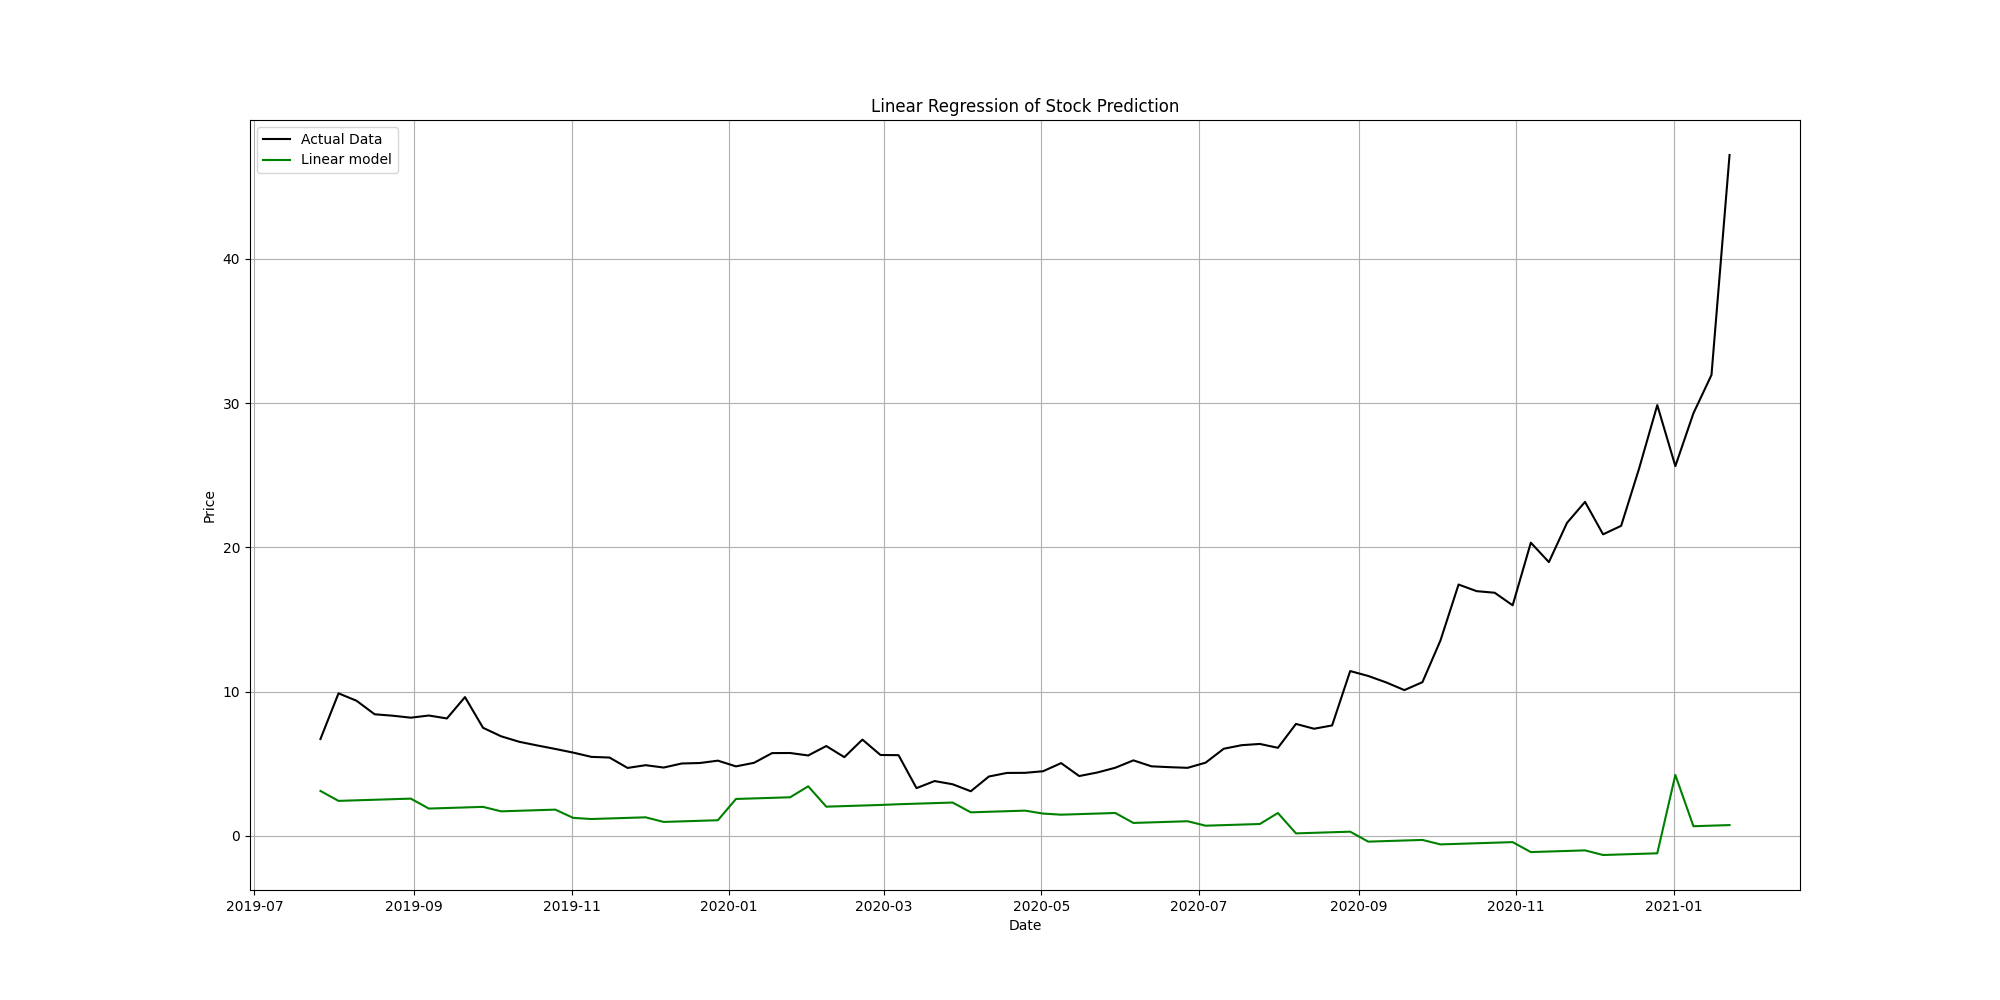 Linear Regression of Stock Prediction
Actual Data
Linear model
40
30
20
10
0
Price
2019-07 2019-09 2019-11 2020-01 2020-03 2020-05 2020-07 2020-09 2020-11 2021-01
Date